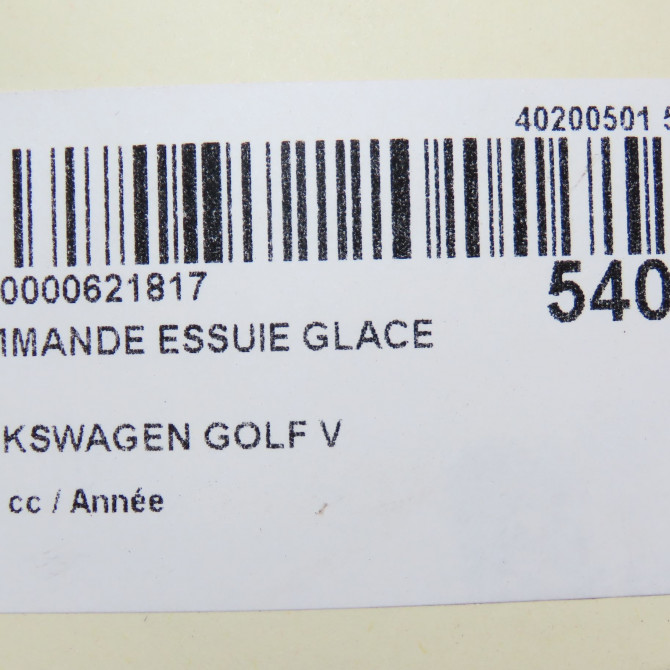 40200501 5
0000621817
540
MMANDE ESSUIE GLACE
KSWAGEN GOLF V
cc / Année